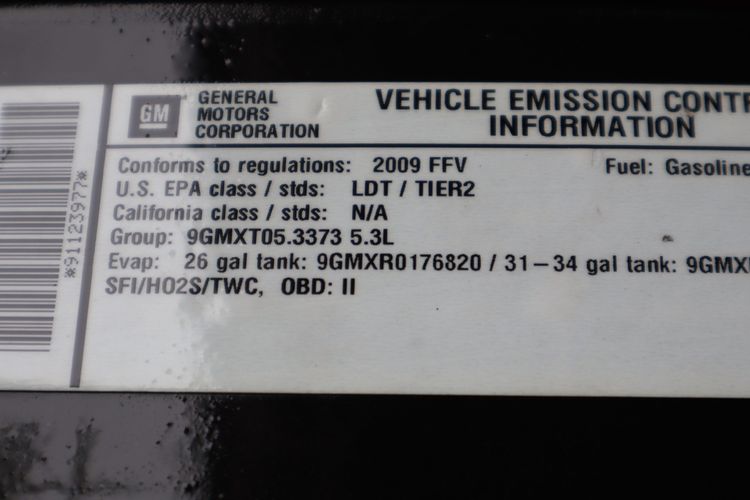 GM
GENERAL
MOTORS
CORPORATION
VEHICLE EMISSION CONTR
INFORMATION
Conforms to regulations: 2009 FFV Fuel: Gasoline
U.S. EPA class / stds: LDT / TIER2
California class / stds: N/A
Group: 9GMXT05.3373 5.3L
Evap: 26 gal tank: 9GMXR0176820 / 31-34 gal tank: 9GMX
SFI/HO2S/TWC, OBD: II
*91123977*